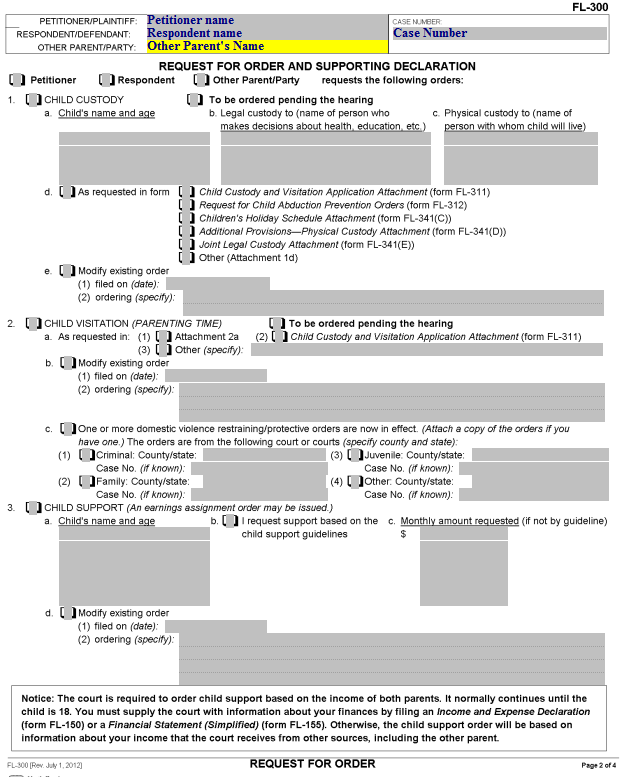 FL-300
PETITIONER/PLAINTIFF: Petitioner name
CASE NUMBER:
RESPONDENT/DEFENDANT: Respondent name
Case Number
OTHER PARENT/PARTY: Other Parent's Name
REQUEST FOR ORDER AND SUPPORTING DECLARATION
Petitioner Respondent Other Parent/Party requests the following orders:
1. CHILD CUSTODY To be ordered pending the hearing
a. Child's name and age b. Legal custody to (name of person who c. Physical custody to (name of
makes decisions about health, education, etc.) person with whom child will live)
d. As requested in form Child Custody and Visitation Application Attachment (form FL-311)
Request for Child Abduction Prevention Orders (form FL-312)
Children's Holiday Schedule Attachment (form FL-341(C))
Additional Provisions—Physical Custody Attachment (form FL-341(D))
Joint Legal Custody Attachment (form FL-341(E))
Other (Attachment 1d)
e. Modify existing order
(1) filed on (date):
(2) ordering (specify):
2. CHILD VISITATION (PARENTING TIME) To be ordered pending the hearing
a. As requested in: (1) Attachment 2a (2) Child Custody and Visitation Application Attachment (form FL-311)
(3) Other (specify):
b. Modify existing order
(1) filed on (date):
(2) ordering (specify):
c. One or more domestic violence restraining/protective orders are now in effect. (Attach a copy of the orders if you
have one.) The orders are from the following court or courts (specify county and state):
(1) Criminal: County/state: (3) Juvenile: County/state:
Case No. (if known): Case No. (if known):
(2) Family: County/state: (4) Other: County/state:
Case No. (if known): Case No. (if known):
3. CHILD SUPPORT (An earnings assignment order may be issued.)
a. Child's name and age b. I request support based on the c. Monthly amount requested (if not by guideline)
child support guidelines $
d. Modify existing order
(1) filed on (date):
(2) ordering (specify):
Notice: The court is required to order child support based on the income of both parents. It normally continues until the
child is 18. You must supply the court with information about your finances by filing an Income and Expense Declaration
(form FL-150) or a Financial Statement (Simplified) (form FL-155). Otherwise, the child support order will be based on
information about your income that the court receives from other sources, including the other parent.
FL-300 [Rev. July 1, 2012] REQUEST FOR ORDER Page 2 of 4